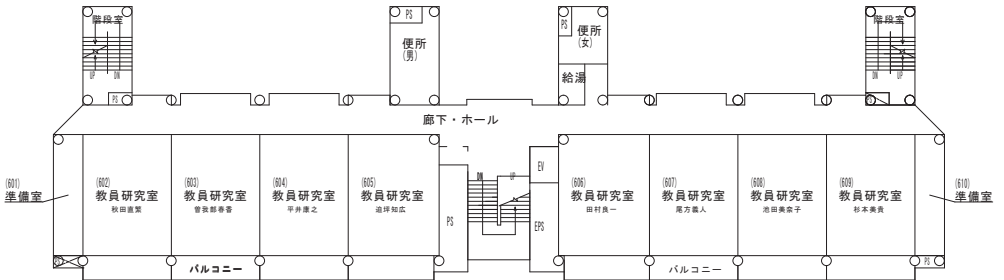 階段室
UP
DN
PS
PS
便所
(男)
PS
便所
(女)
給湯
階段室
UP
DN
PS
廊下・ホール
(601)
準備室
(602)
教員研究室
秋田直繁
(603)
教員研究室
曽我部春香
(604)
教員研究室
平井康之
(605)
教員研究室
迫坪知広
PS
DN
UP
EV
EPS
(606)
教員研究室
田村良一
(607)
教員研究室
尾方義人
(608)
教員研究室
池田美奈子
(609)
教員研究室
杉本美貴
(610)
準備室
PS
バルコニー
バルコニー
PS